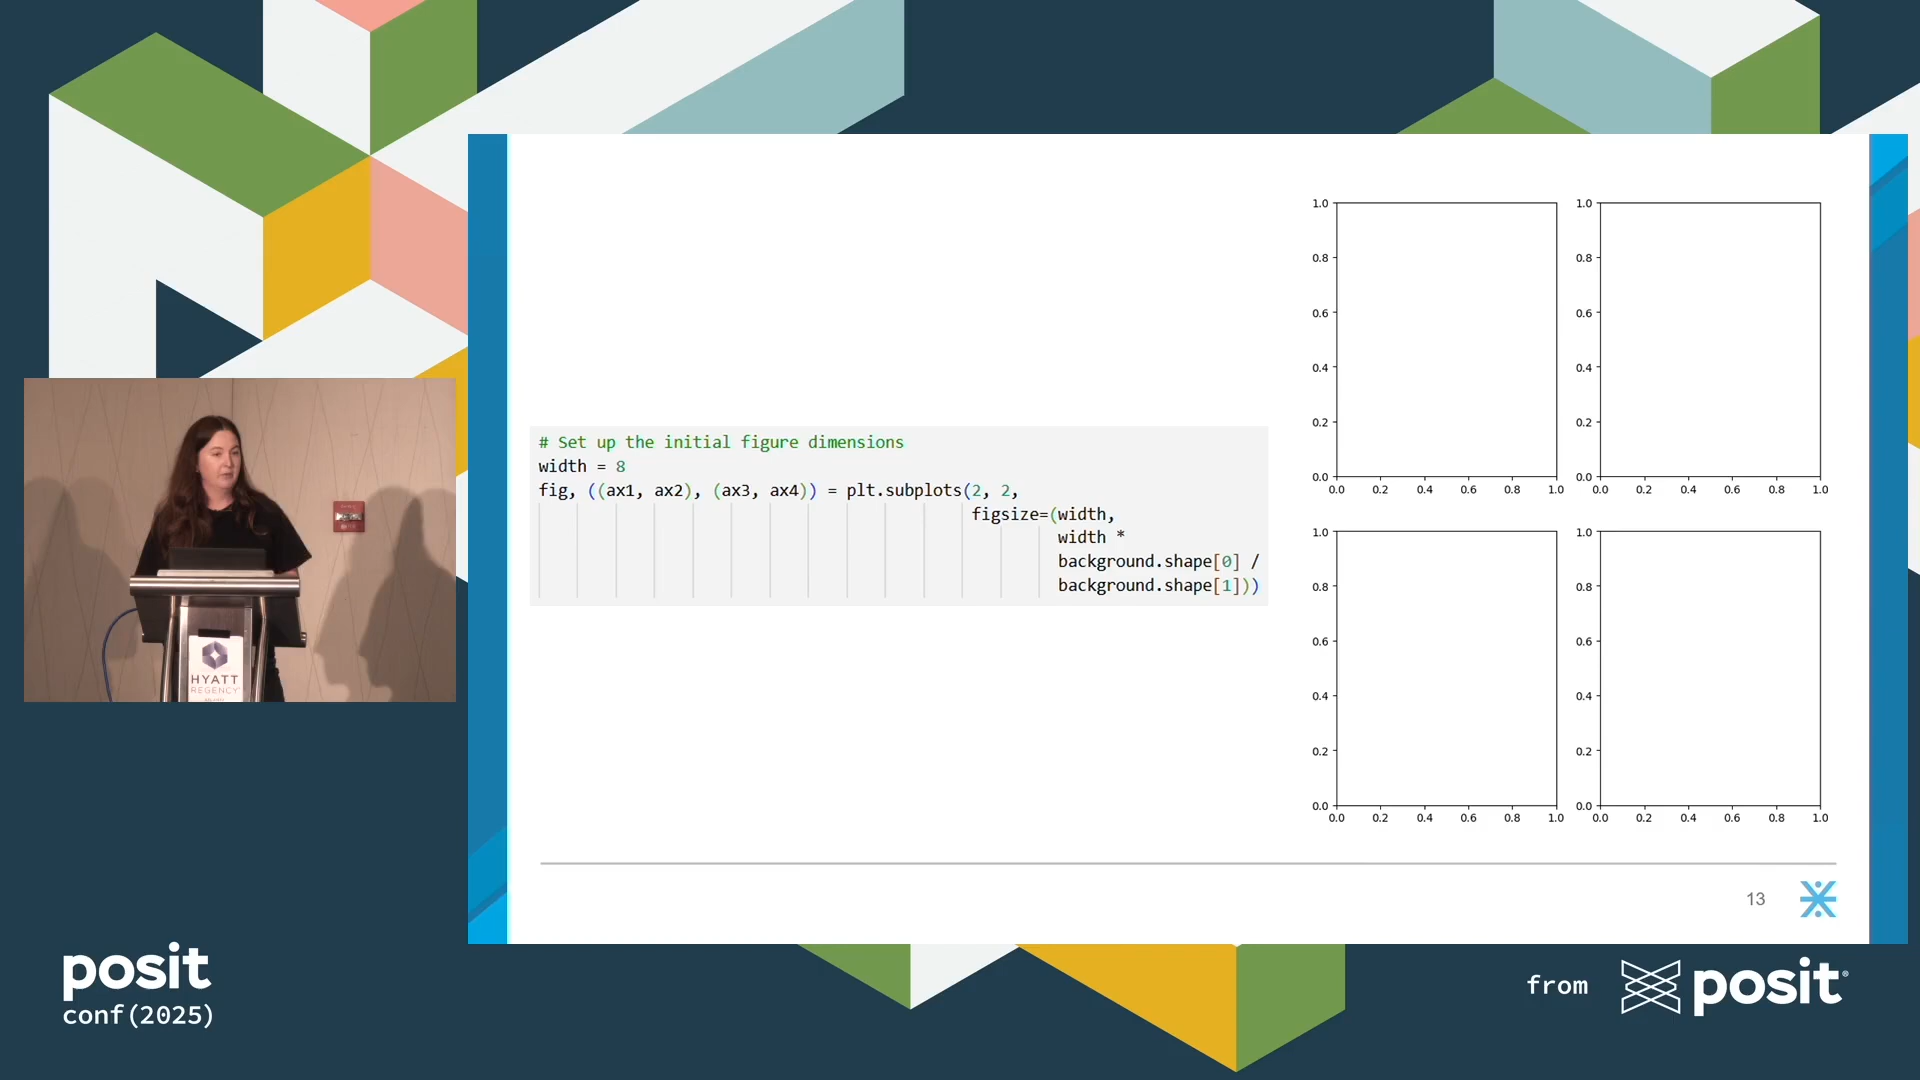 # Set up the initial figure dimensions
width = 8
fig, ((ax1, ax2), (ax3, ax4)) = plt.subplots(2, 2,
figsize=(width,
width *
background.shape[0] /
background.shape[1]))
1.0
0.8
0.6
0.4
0.2
0.0
0.0 0.2 0.4 0.6 0.8 1.0
1.0
0.8
0.6
0.4
0.2
0.0
0.0 0.2 0.4 0.6 0.8 1.0
1.0
0.8
0.6
0.4
0.2
0.0
0.0 0.2 0.4 0.6 0.8 1.0
1.0
0.8
0.6
0.4
0.2
0.0
0.0 0.2 0.4 0.6 0.8 1.0
13
HYATT
REGENCY
posit
conf(2025)
from posit®